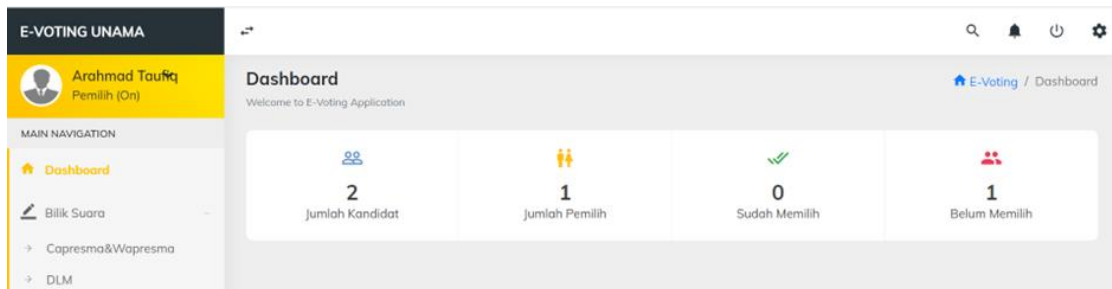 E-VOTING UNAMA
Arahmad Taufiq
Pemilih (On)
MAIN NAVIGATION
Dashboard
Bilik Suara
Capresma&Wapresma
DLM
Dashboard
Welcome to E-Voting Application
E-Voting / Dashboard
2
Jumlah Kandidat
1
Jumlah Pemilih
0
Sudah Memilih
1
Belum Memilih